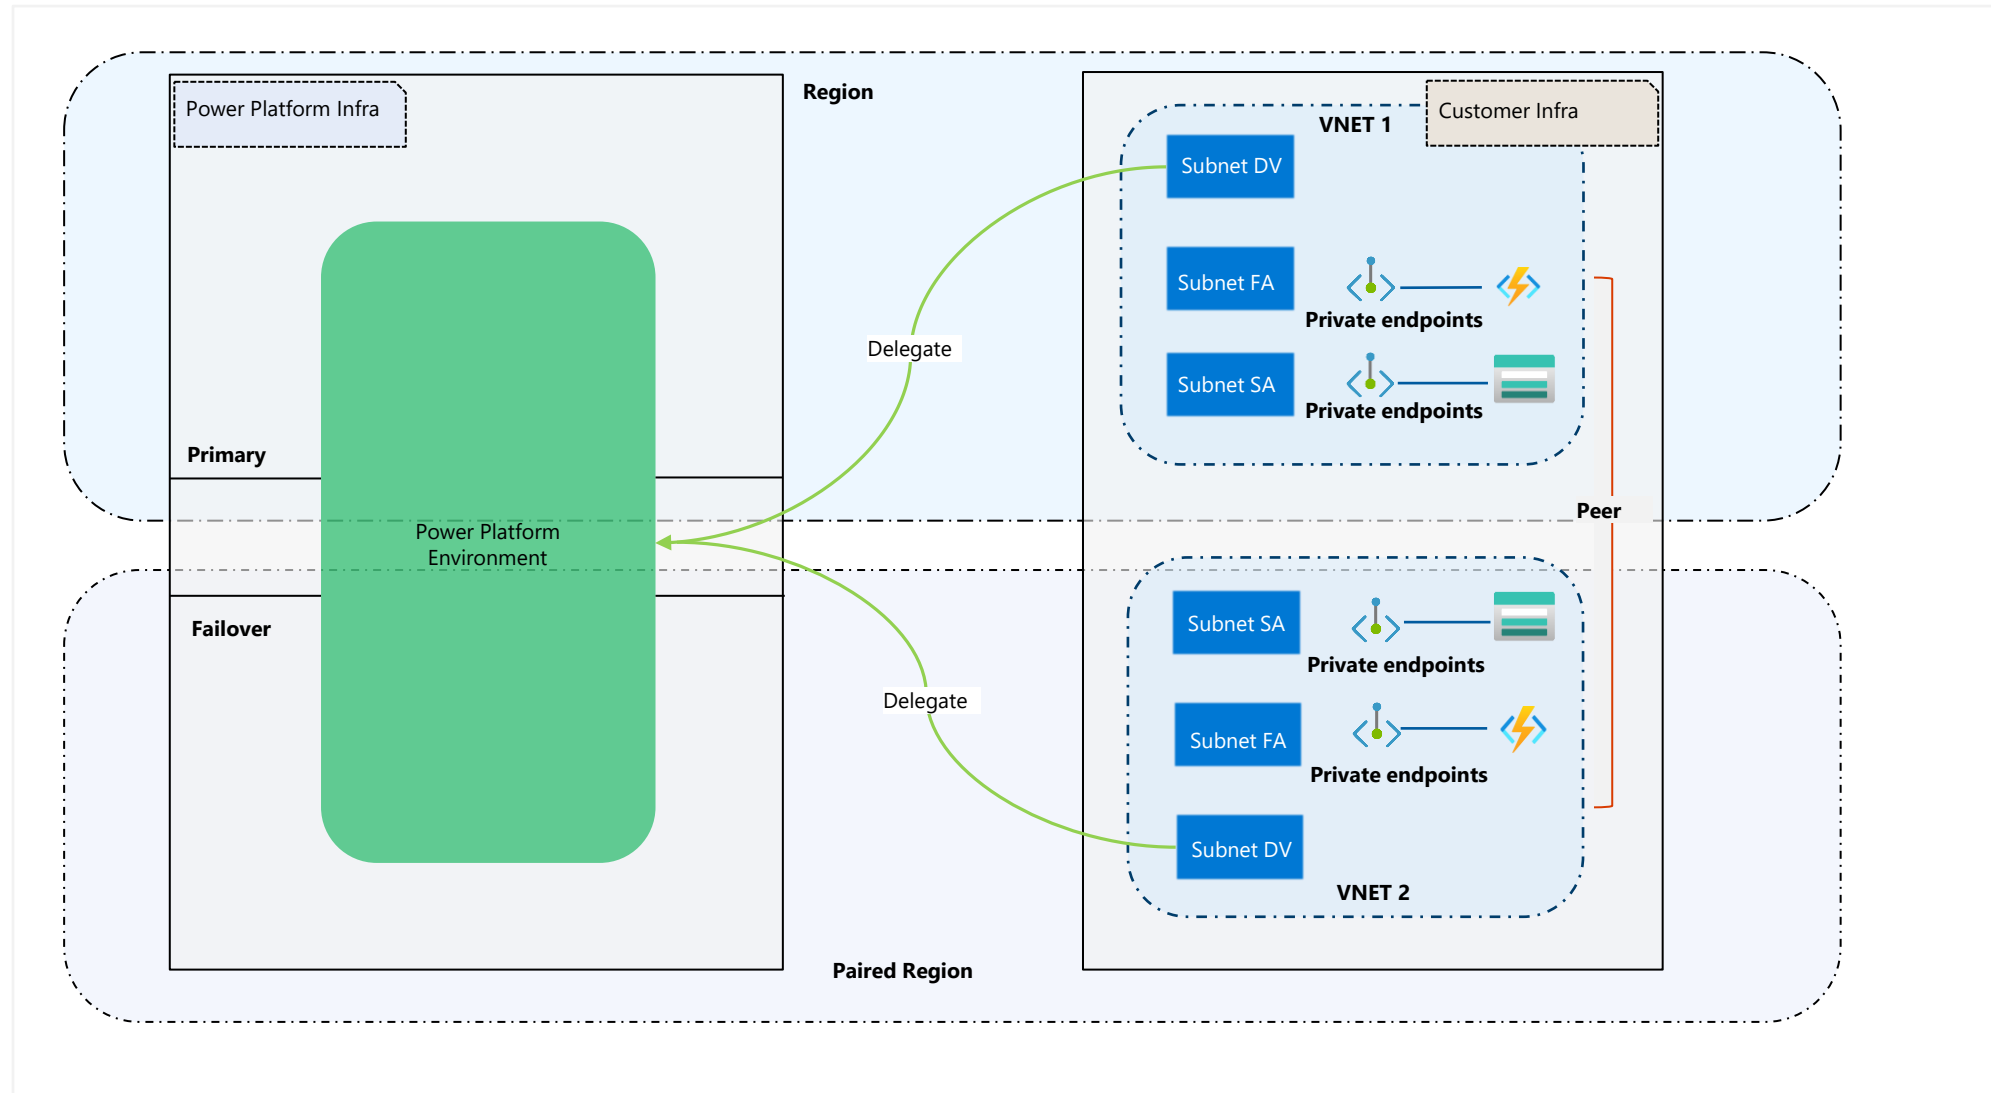 Power Platform Infra
Region
Customer Infra
VNET 1
Subnet DV
Subnet FA
Private endpoints
Delegate
Subnet SA
Private endpoints
Primary
Peer
Power Platform
Environment
Failover
Subnet SA
Private endpoints
Delegate
Subnet FA
Private endpoints
Subnet DV
VNET 2
Paired Region